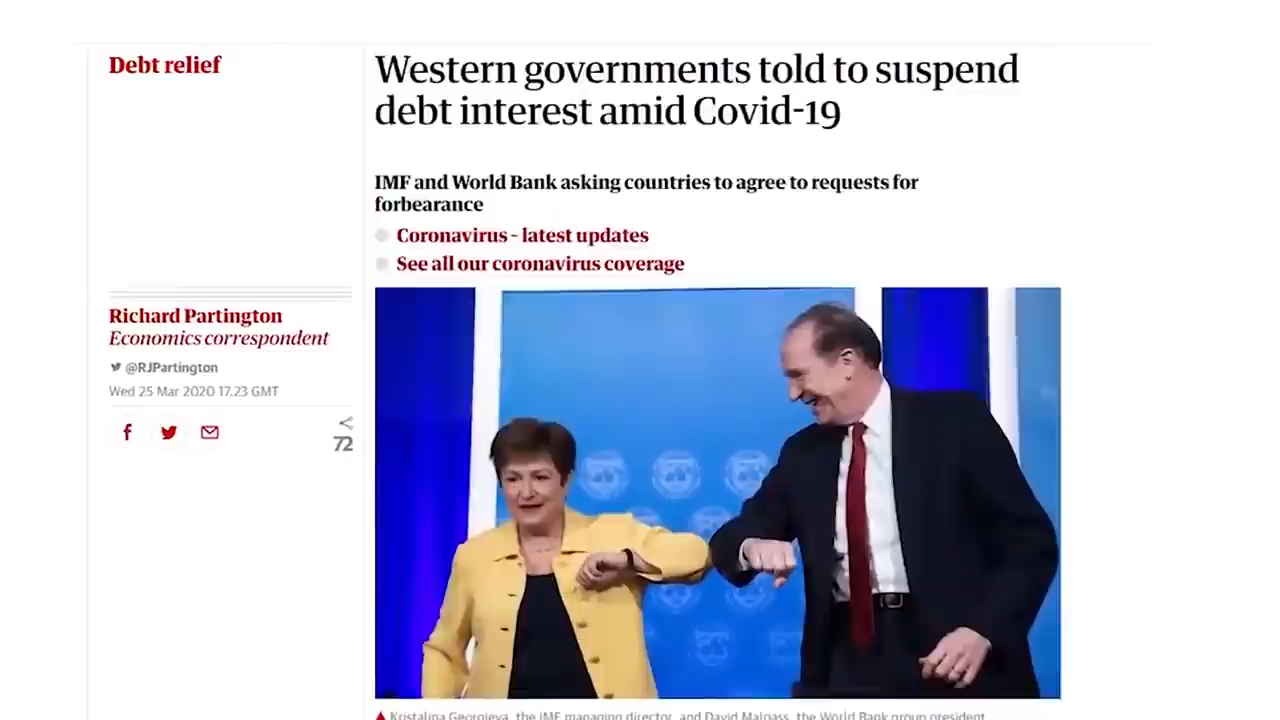 Debt relief
Western governments told to suspend
debt interest amid Covid-19
IMF and World Bank asking countries to agree to requests for
forbearance
Coronavirus - latest updates
See all our coronavirus coverage
Richard Partington
Economics correspondent
@RJPartington
Wed 25 Mar 2020 17.23 GMT
72
Kristalina Georgieva, the IMF managing director, and David Malpass, the World Bank group president